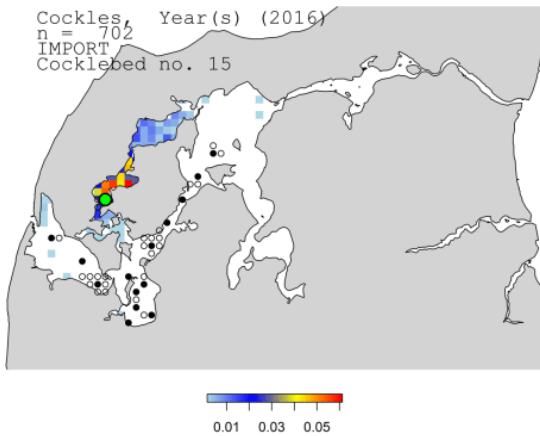 Cockles, Year(s) (2016)
n = 702
IMPORT
Cocklebed no. 15
0.01 0.03 0.05